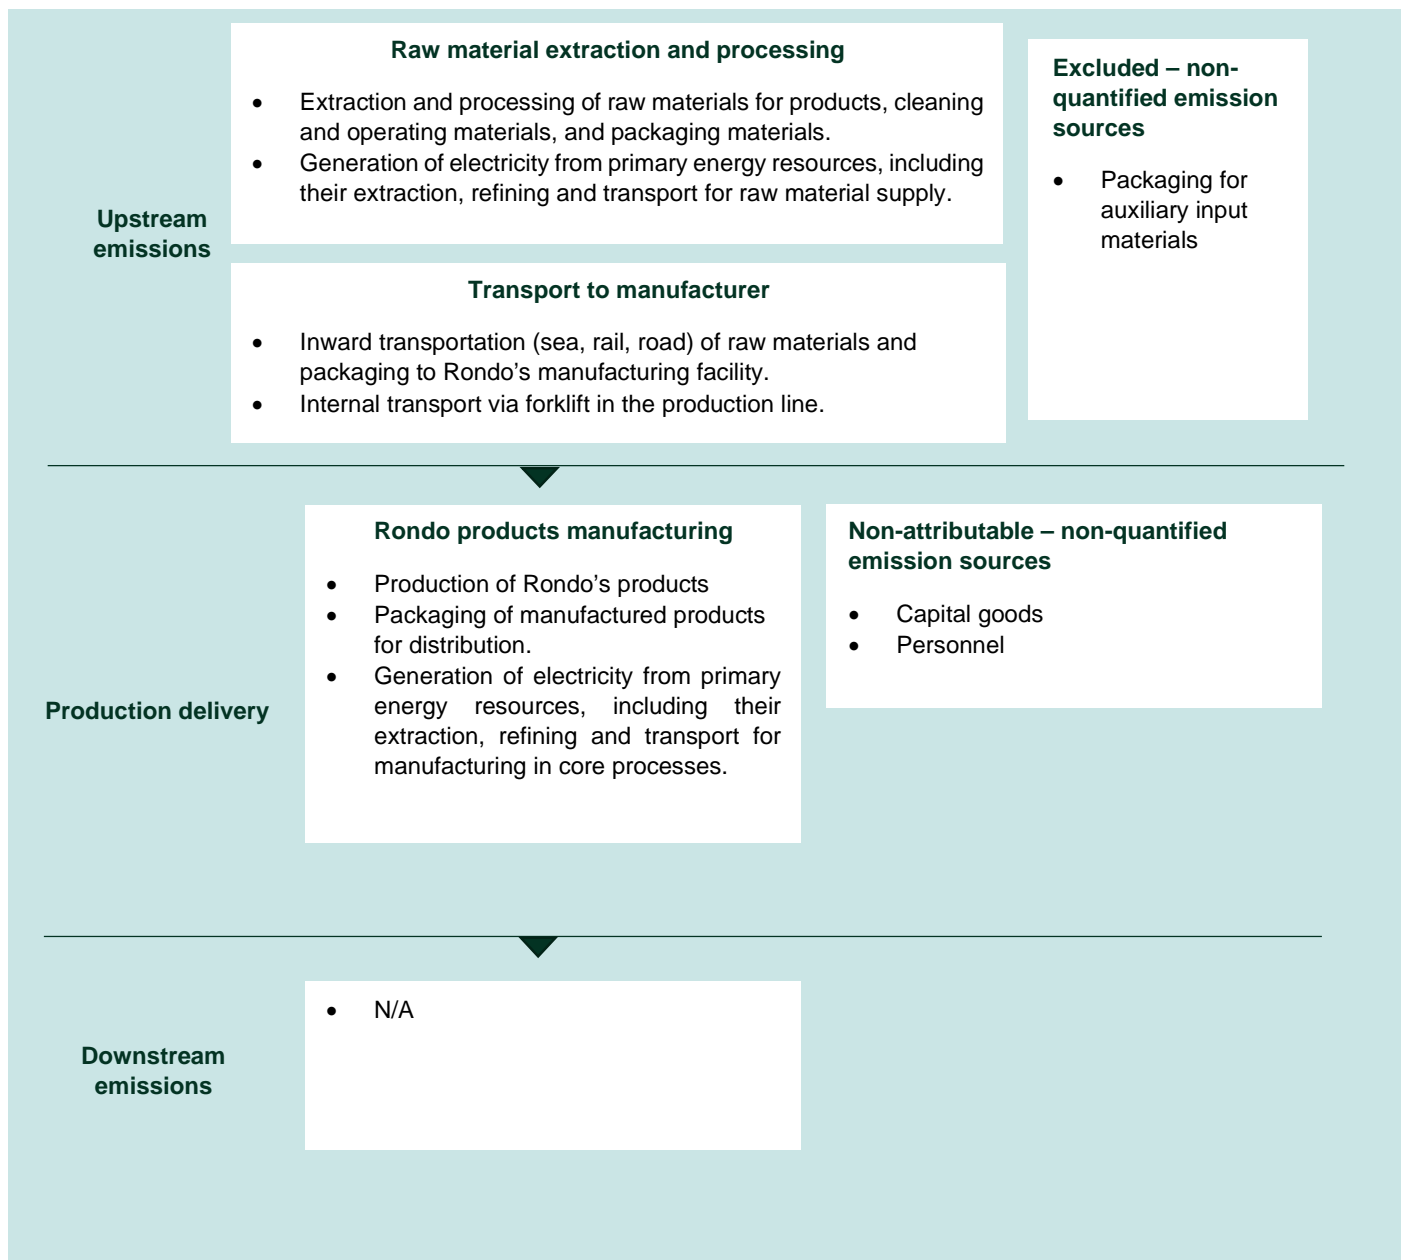 Raw material extraction and processing
• Extraction and processing of raw materials for products, cleaning
and operating materials, and packaging materials.
• Generation of electricity from primary energy resources, including
their extraction, refining and transport for raw material supply.
Excluded – non-
quantified emission
sources
• Packaging for
auxiliary input
materials
Upstream
emissions
Transport to manufacturer
• Inward transportation (sea, rail, road) of raw materials and
packaging to Rondo’s manufacturing facility.
• Internal transport via forklift in the production line.
Rondo products manufacturing
• Production of Rondo’s products
• Packaging of manufactured products
for distribution.
• Generation of electricity from primary
energy resources, including their
extraction, refining and transport for
manufacturing in core processes.
Non-attributable – non-quantified
emission sources
• Capital goods
• Personnel
Production delivery
• N/A
Downstream
emissions